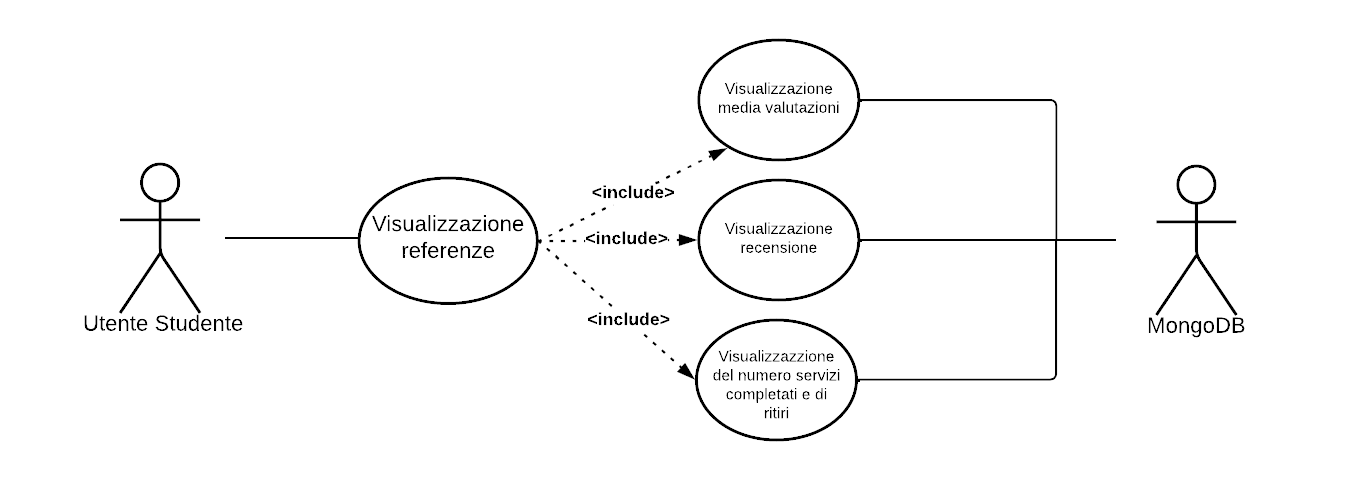 Visualizzazione
media valutazioni
<include>
Visualizzazione
referenze
<include>
Visualizzazione
recensione
<include>
Utente Studente
MongoDB
Visualizzazzione
del numero servizi
completati e di
ritiri